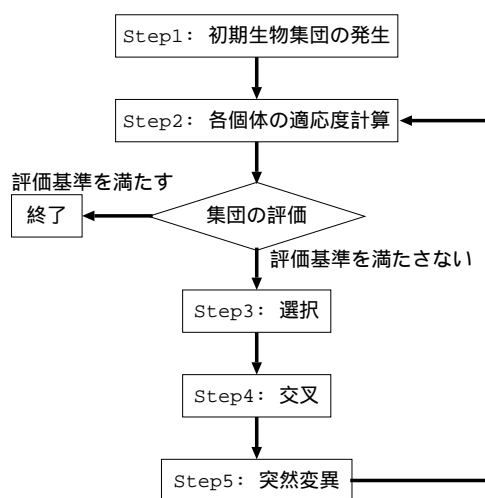 Step1: 初期生物集団の発生
Step2: 各個体の適応度計算
評価基準を満たす
終了
集団の評価
評価基準を満たさない
Step3: 選択
Step4: 交叉
Step5: 突然変異